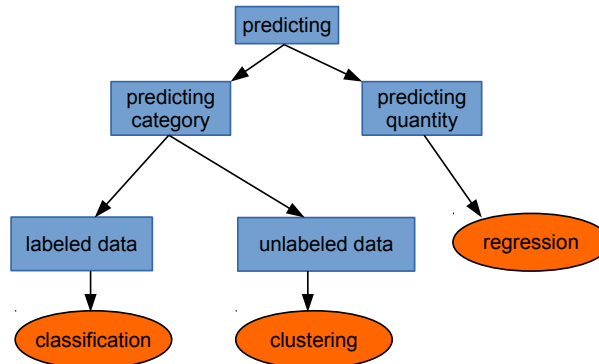 predicting
predicting
category
predicting
quantity
labeled data
unlabeled data
regression
classification
clustering